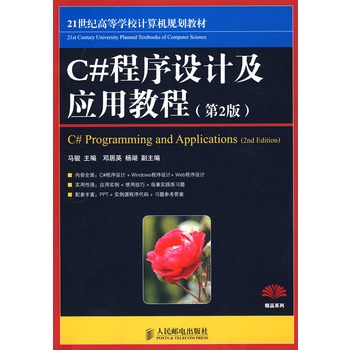 21世纪高等学校计算机规划教材
21st Century University Planned Textbooks of Computer Science
C#程序设计及
应用教程（第2版）
C# Programming and Applications (2nd Edition)
马骏 主编 邓居英 杨湖 副主编
内容全面：C#程序设计 + Windows程序设计 + Web程序设计
实用性强：应用实例 + 使用技巧 + 每章实践练习题
配套丰富：PPT + 实例源程序代码 + 习题参考答案
精品系列
人民邮电出版社
POSTS & TELECOM PRESS